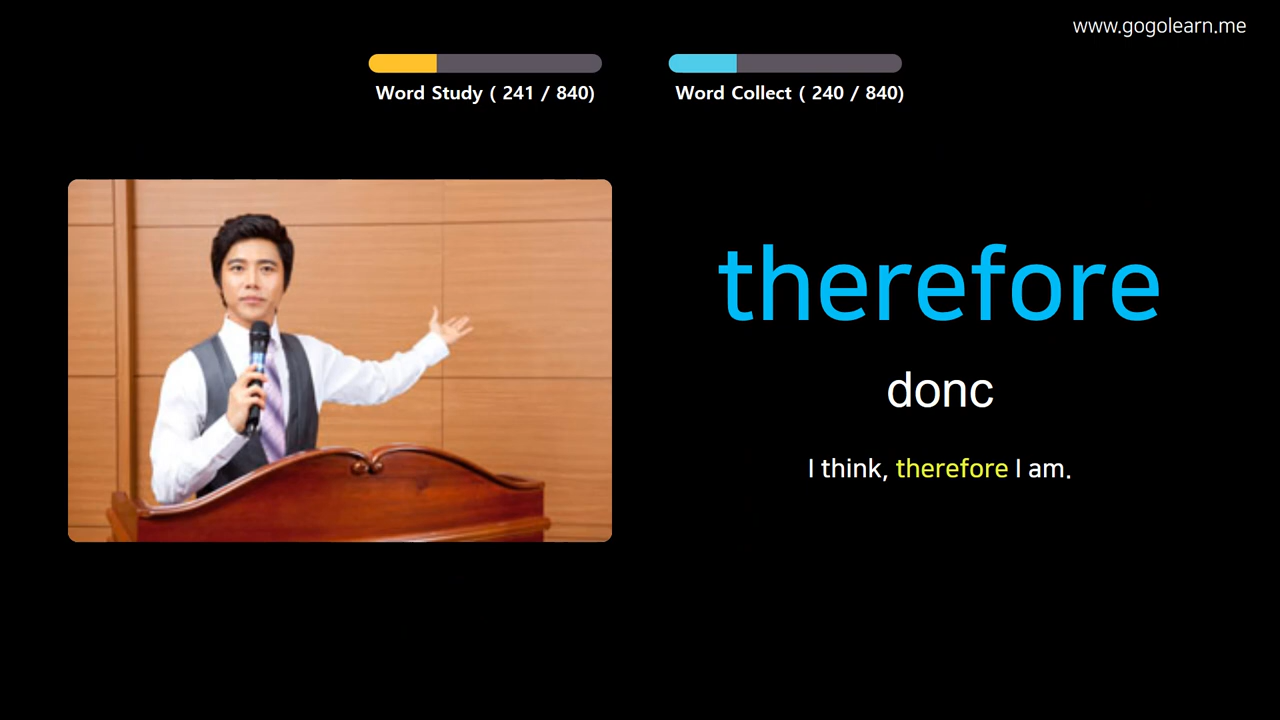 www.gogolearn.me
Word Study ( 241 / 840)
Word Collect ( 240 / 840)
therefore
donc
I think, therefore I am.